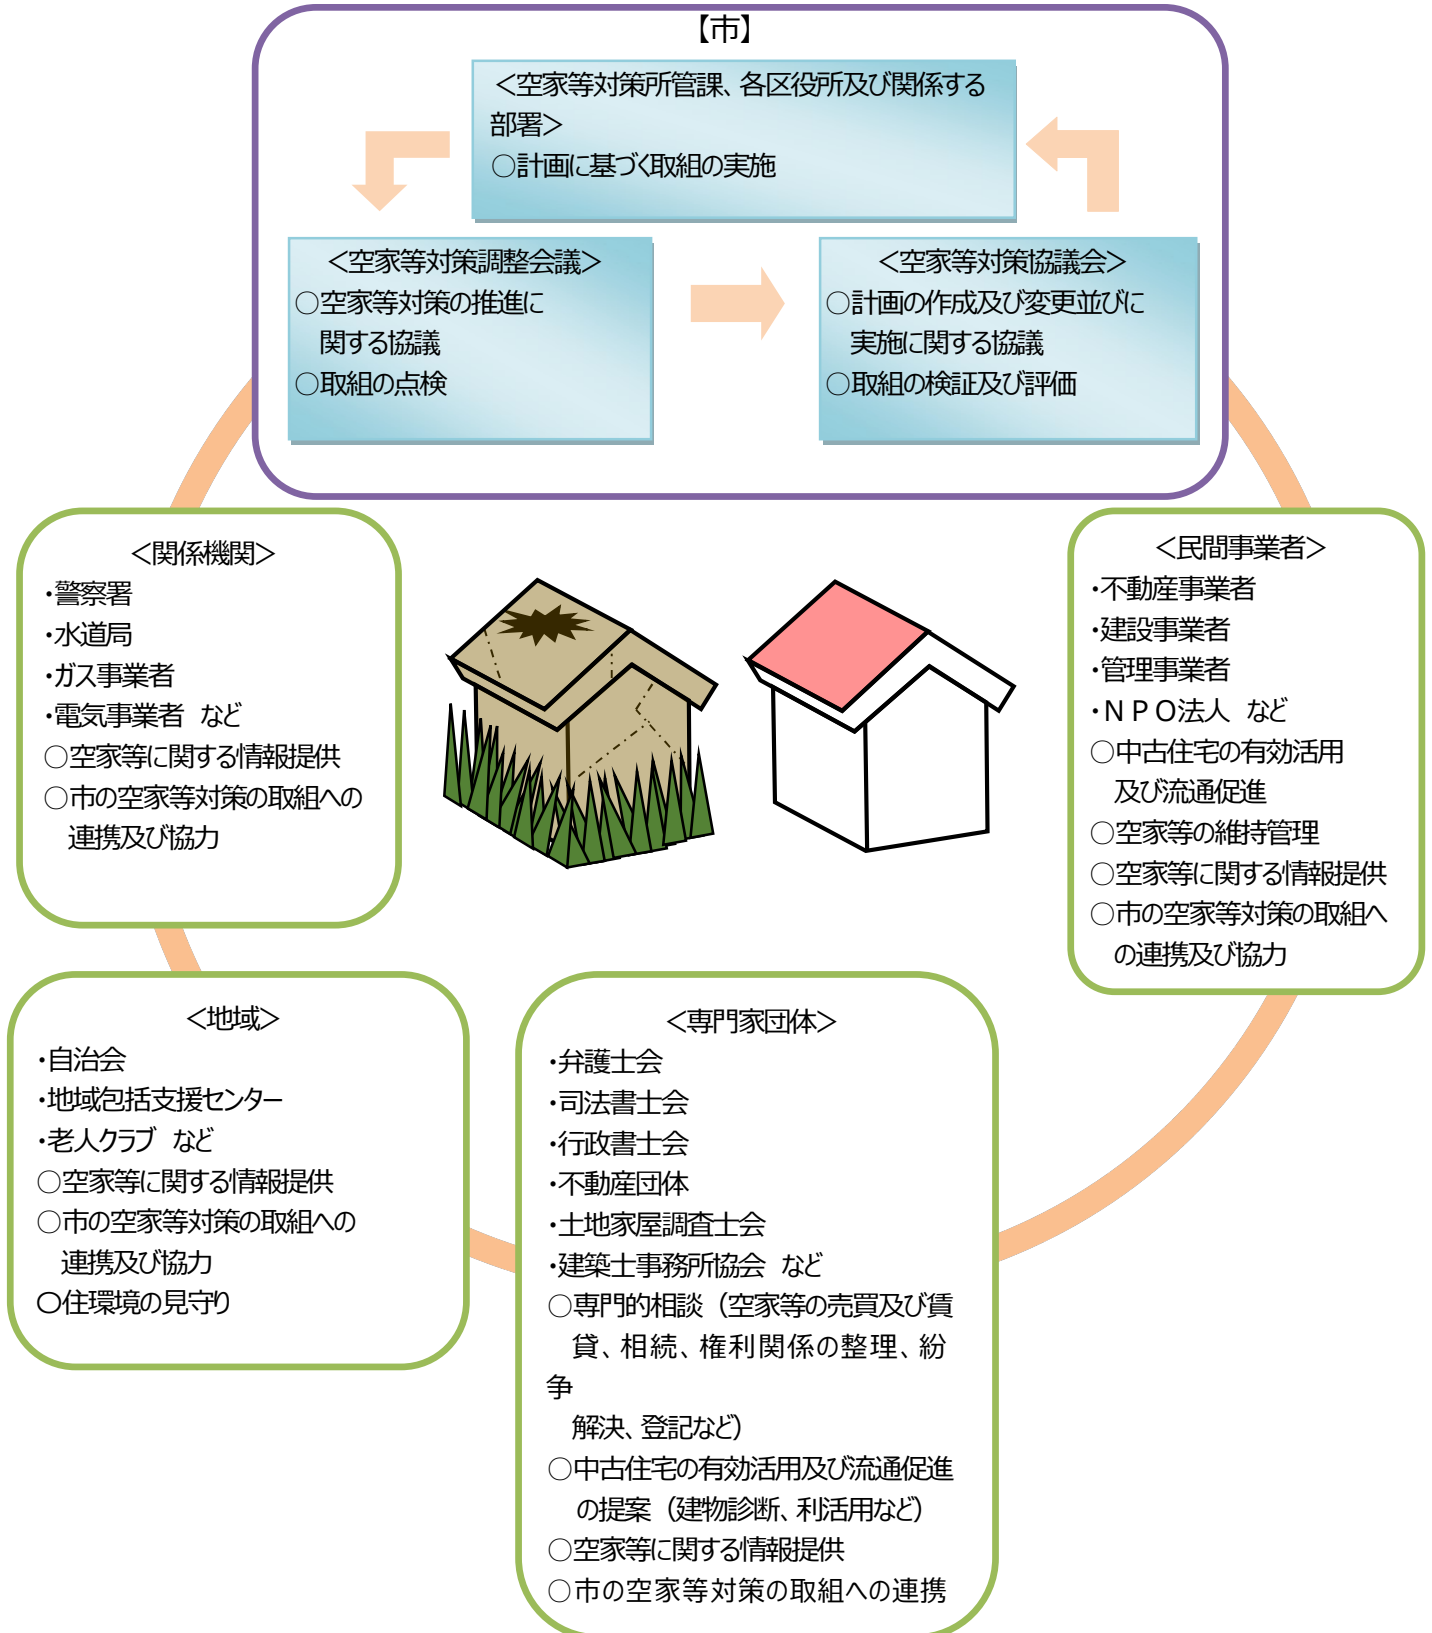 【市】
＜空家等対策所管課、各区役所及び関係する
部署＞
○計画に基づく取組の実施
＜空家等対策調整会議＞
○空家等対策の推進に
関する協議
○取組の点検
＜空家等対策協議会＞
○計画の作成及び変更並びに
実施に関する協議
○取組の検証及び評価
＜関係機関＞
・警察署
・水道局
・ガス事業者
・電気事業者　など
○空家等に関する情報提供
○市の空家等対策の取組への
連携及び協力
＜民間事業者＞
・不動産事業者
・建設事業者
・管理事業者
・ＮＰＯ法人　など
○中古住宅の有効活用
及び流通促進
○空家等の維持管理
○空家等に関する情報提供
○市の空家等対策の取組へ
の連携及び協力
＜地域＞
・自治会
・地域包括支援センター
・老人クラブ　など
○空家等に関する情報提供
○市の空家等対策の取組への
連携及び協力
○住環境の見守り
＜専門家団体＞
・弁護士会
・司法書士会
・行政書士会
・不動産団体
・土地家屋調査士会
・建築士事務所協会　など
○専門的相談（空家等の売買及び賃
貸、相続、権利関係の整理、紛
争
解決、登記など）
○中古住宅の有効活用及び流通促進
の提案（建物診断、利活用など）
○空家等に関する情報提供
○市の空家等対策の取組への連携